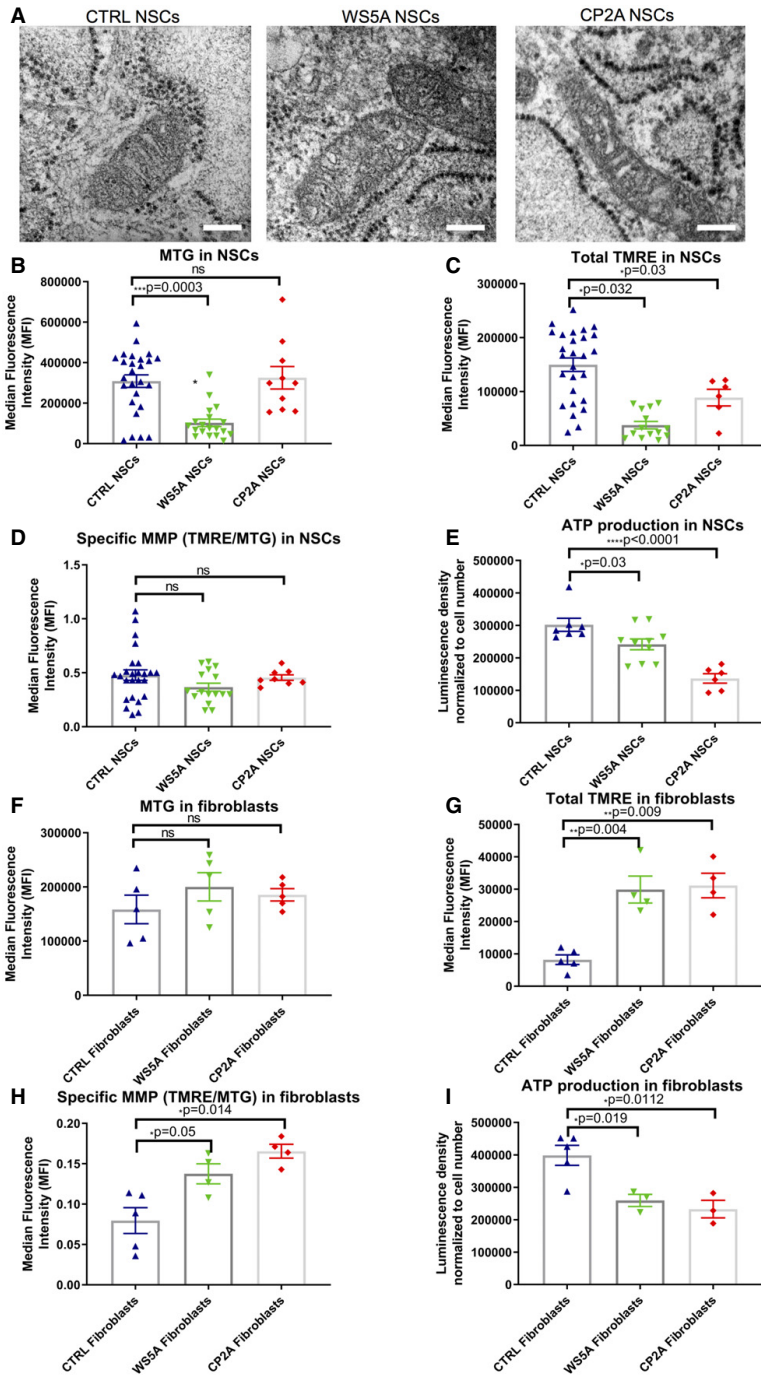 A
CTRL NSCs
WS5A NSCs
CP2A NSCs
B
MTG in NSCs
ns
***p=0.0003
*
Median Fluorescence
Intensity (MFI)
800000
600000
400000
200000
0
CTRL NSCs
WS5A NSCs
CP2A NSCs
C
Total TMRE in NSCs
*p=0.03
*p=0.032
Median Fluorescence
Intensity (MFI)
300000
200000
100000
0
CTRL NSCs
WS5A NSCs
CP2A NSCs
D
Specific MMP (TMRE/MTG) in NSCs
ns
ns
Median Fluorescence
Intensity (MFI)
1.5
1.0
0.5
0.0
CTRL NSCs
WS5A NSCs
CP2A NSCs
E
ATP production in NSCs
****p<0.0001
*p=0.03
Luminescence density
normalized to cell number
500000
400000
300000
200000
100000
0
CTRL NSCs
WS5A NSCs
CP2A NSCs
F
MTG in fibroblasts
ns
ns
Median Fluorescence
Intensity (MFI)
300000
200000
100000
0
CTRL Fibroblasts
WS5A Fibroblasts
CP2A Fibroblasts
G
Total TMRE in fibroblasts
**p=0.009
**p=0.004
Median Fluorescence
Intensity (MFI)
50000
40000
30000
20000
10000
0
CTRL Fibroblasts
WS5A Fibroblasts
CP2A Fibroblasts
H
Specific MMP (TMRE/MTG) in fibroblasts
*p=0.014
*p=0.05
Median Fluorescence
Intensity (MFI)
0.20
0.15
0.10
0.05
0.00
CTRL Fibroblasts
WS5A Fibroblasts
CP2A Fibroblasts
I
ATP production in fibroblasts
*p=0.0112
*p=0.019
Luminescence density
normalized to cell number
500000
400000
300000
200000
100000
0
CTRL Fibroblasts
WS5A Fibroblasts
CP2A Fibroblasts